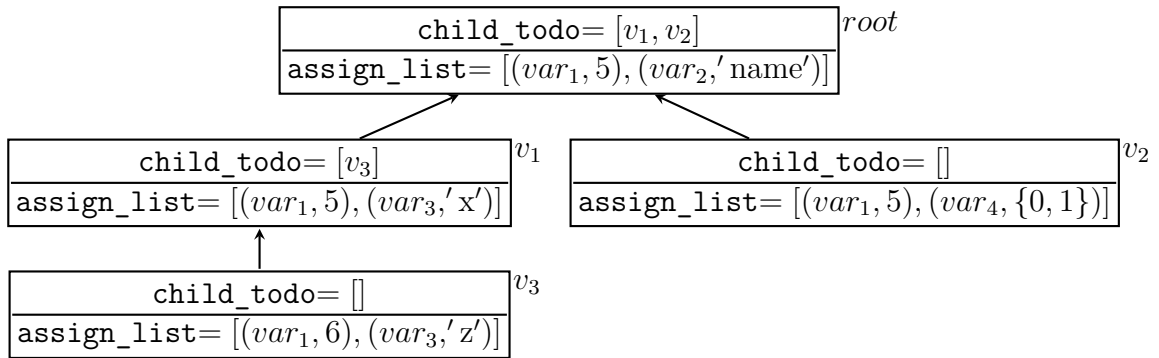 child_todo= [v₁, v₂] root
assign_list= [(var₁, 5), (var₂,′ name′)]
child_todo= [v₃] v₁
assign_list= [(var₁, 5), (var₃,′ x′)]
child_todo= [] v₂
assign_list= [(var₁, 5), (var₄, {0, 1})]
child_todo= [] v₃
assign_list= [(var₁, 6), (var₃,′ z′)]